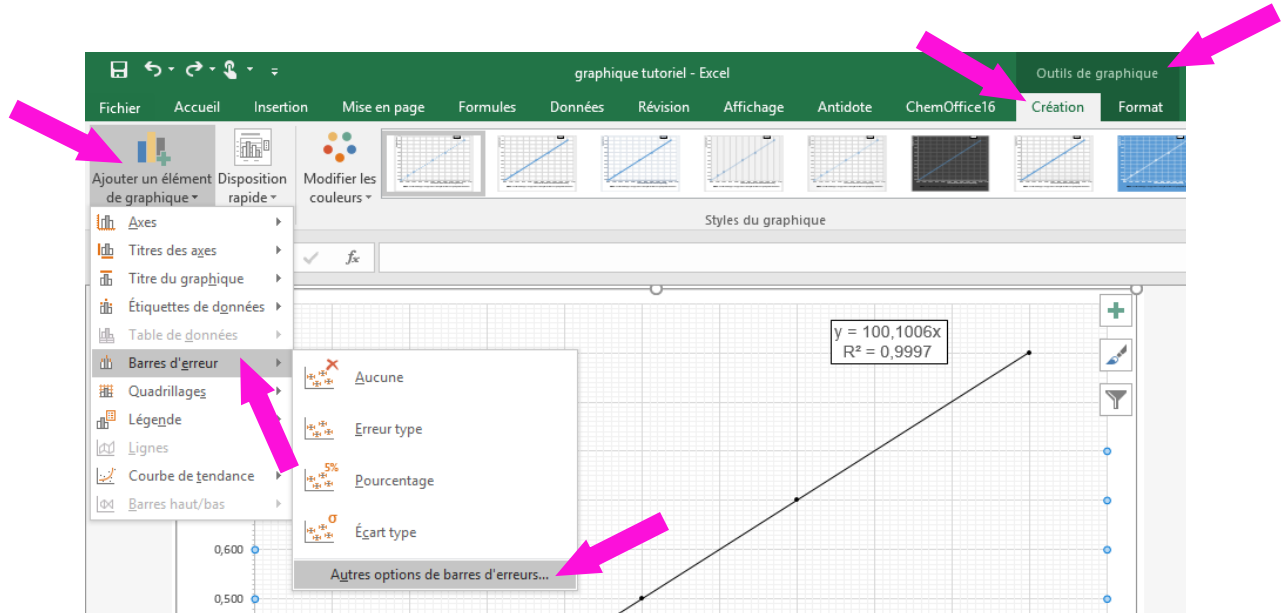 graphique tutoriel - Excel
Outils de graphique
Fichier Accueil Insertion Mise en page Formules Données Révision Affichage Antidote ChemOffice16 Création Format
Ajouter un élément de graphique
Disposition rapide
Modifier les couleurs
Styles du graphique
fx
Axes
Titres des axes
Titre du graphique
Étiquettes de données
Table de données
Barres d'erreur
Quadrillages
Légende
Lignes
Courbe de tendance
Barres haut/bas
Aucune
Erreur type
5%
Pourcentage
σ
Écart type
Autres options de barres d'erreurs...
y = 100,1006x
R² = 0,9997
0,600
0,500